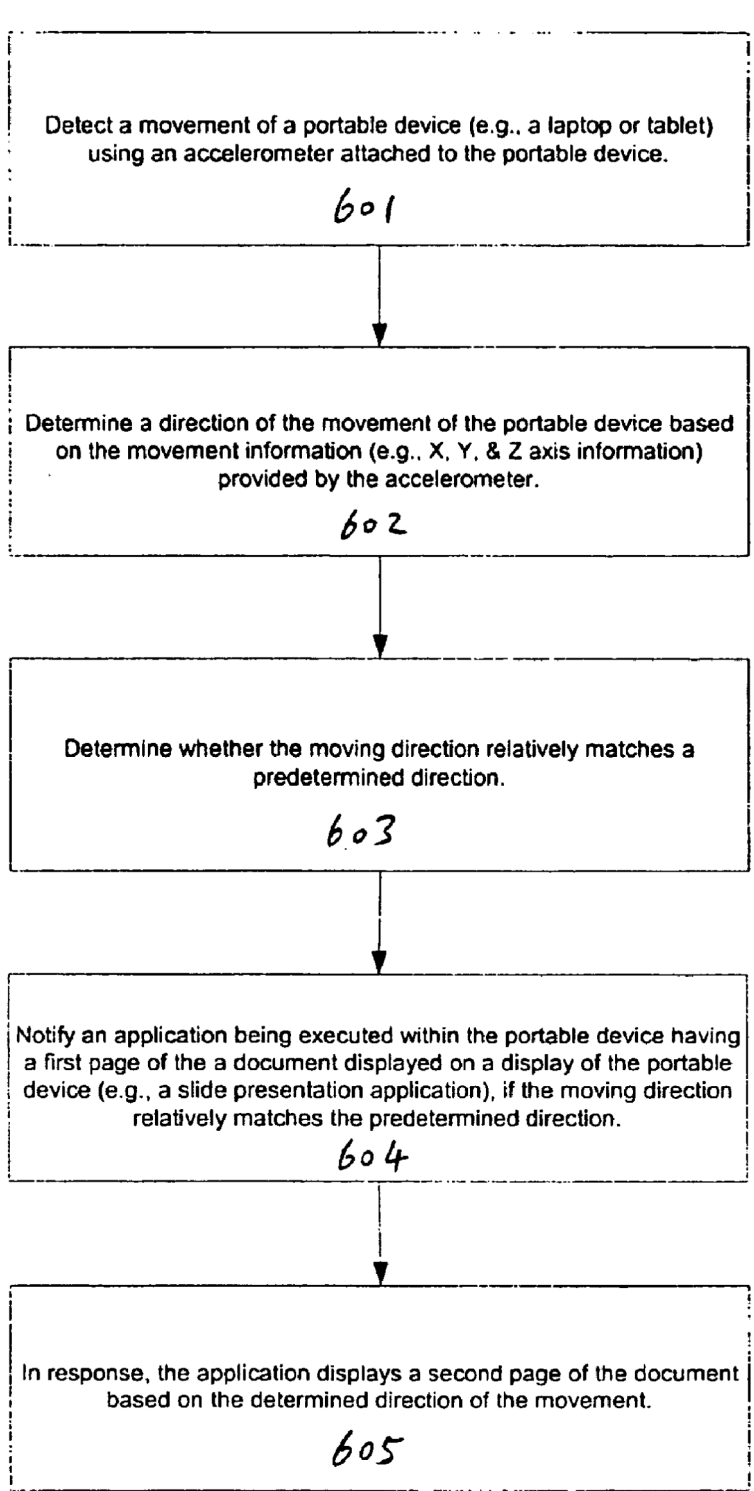 Detect a movement of a portable device (e.g., a laptop or tablet)
using an accelerometer attached to the portable device.
601
Determine a direction of the movement of the portable device based
on the movement information (e.g., X, Y, & Z axis information)
provided by the accelerometer.
602
Determine whether the moving direction relatively matches a
predetermined direction.
603
Notify an application being executed within the portable device having
a first page of the a document displayed on a display of the portable
device (e.g., a slide presentation application), if the moving direction
relatively matches the predetermined direction.
604
In response, the application displays a second page of the document
based on the determined direction of the movement.
605